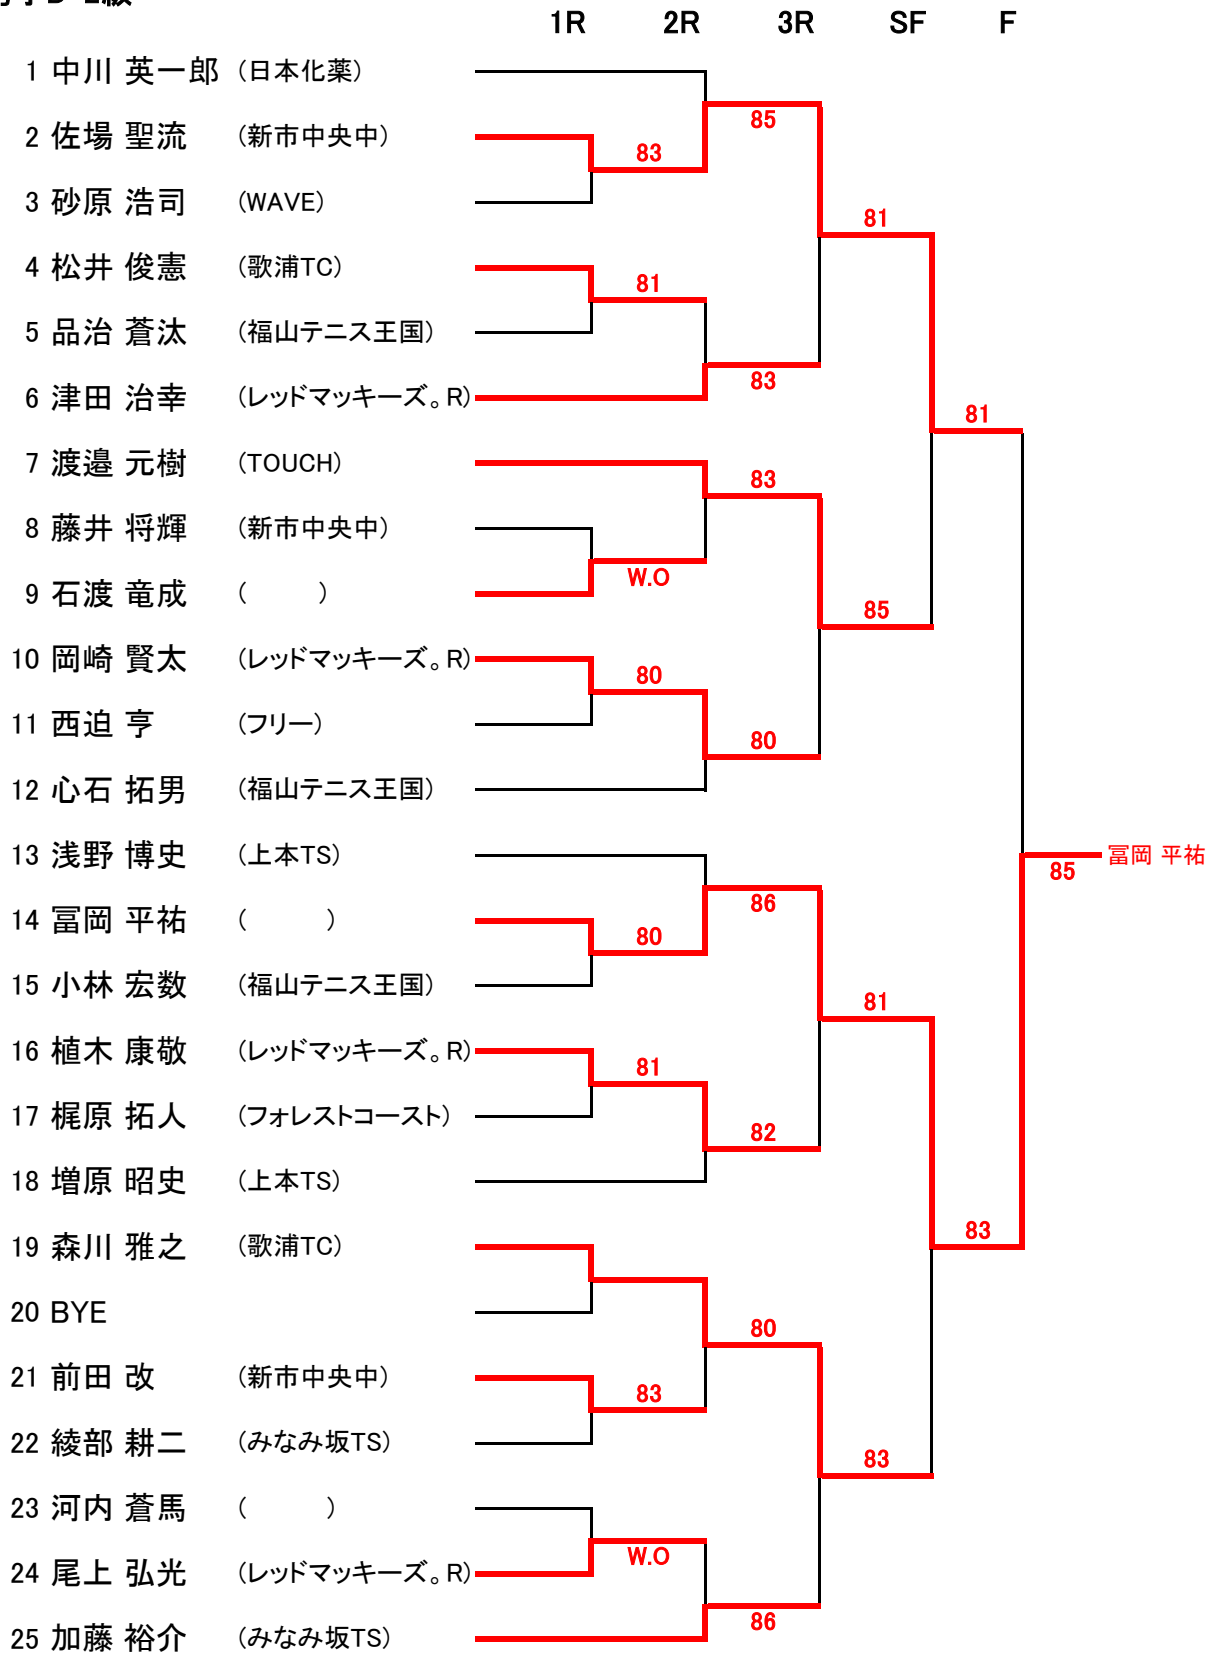 1R 2R 3R SF F
1 中川 英一郎 (日本化薬)
85
2 佐場 聖流 (新市中央中)
83
3 砂原 浩司 (WAVE)
81
4 松井 俊憲 (歌浦TC)
81
5 品治 蒼汰 (福山テニス王国)
83
6 津田 治幸 (レッドマッキーズ。R)
81
7 渡邉 元樹 (TOUCH)
83
8 藤井 将輝 (新市中央中)
W.O
9 石渡 竜成 ( )
85
10 岡崎 賢太 (レッドマッキーズ。R)
80
11 西迫 亨 (フリー)
80
12 心石 拓男 (福山テニス王国)
13 浅野 博史 (上本TS)
冨岡 平祐
85
86
14 冨岡 平祐 ( )
80
15 小林 宏数 (福山テニス王国)
81
16 植木 康敬 (レッドマッキーズ。R)
81
17 梶原 拓人 (フォレストコースト)
82
18 増原 昭史 (上本TS)
83
19 森川 雅之 (歌浦TC)
20 BYE
80
21 前田 改 (新市中央中)
83
22 綾部 耕二 (みなみ坂TS)
83
23 河内 蒼馬 ( )
W.O
24 尾上 弘光 (レッドマッキーズ。R)
86
25 加藤 裕介 (みなみ坂TS)